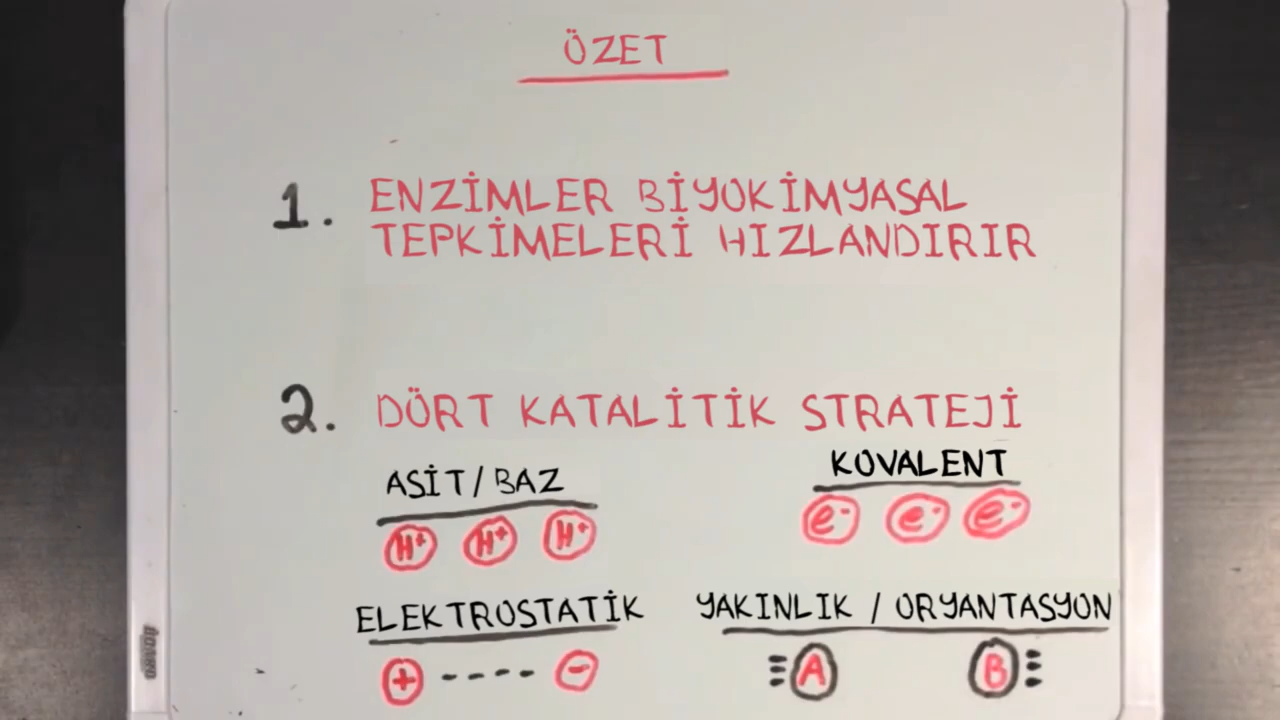 ÖZET
1. ENZİMLER BİYOKİMYASAL
TEPKİMELERİ HIZLANDIRIR
2. DÖRT KATALİTİK STRATEJİ
ASİT/BAZ
KOVALENT
H+ H+ H+
e- e- e-
ELEKTROSTATİK
YAKINLIK / ORYANTASYON
+ ---- -
A B